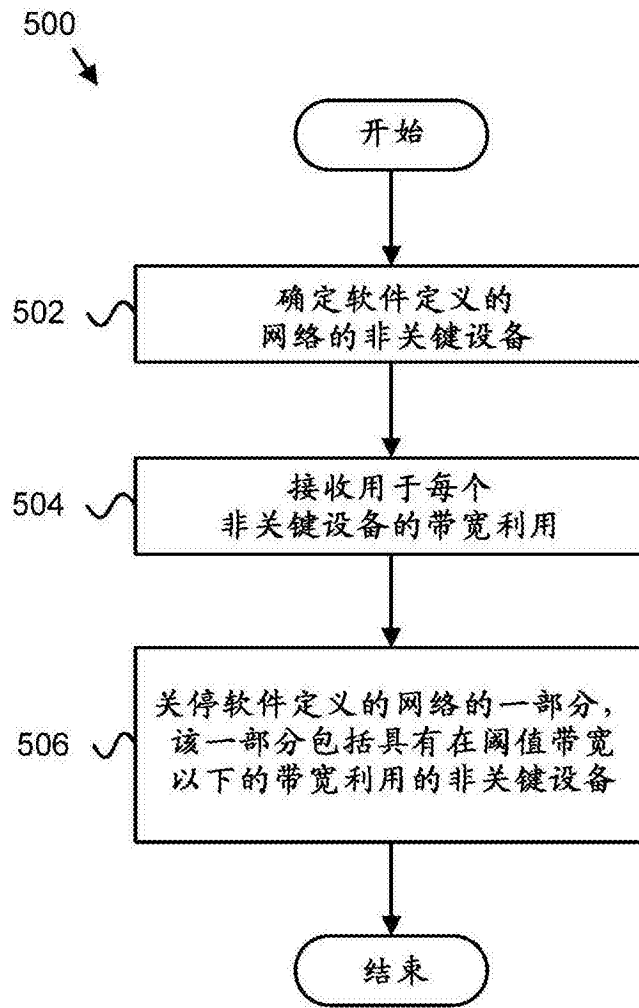 500
开始
502
确定软件定义的
网络的非关键设备
504
接收用于每个
非关键设备的带宽利用
506
关停软件定义的网络的一部分，
该一部分包括具有在阈值带宽
以下的带宽利用的非关键设备
结束